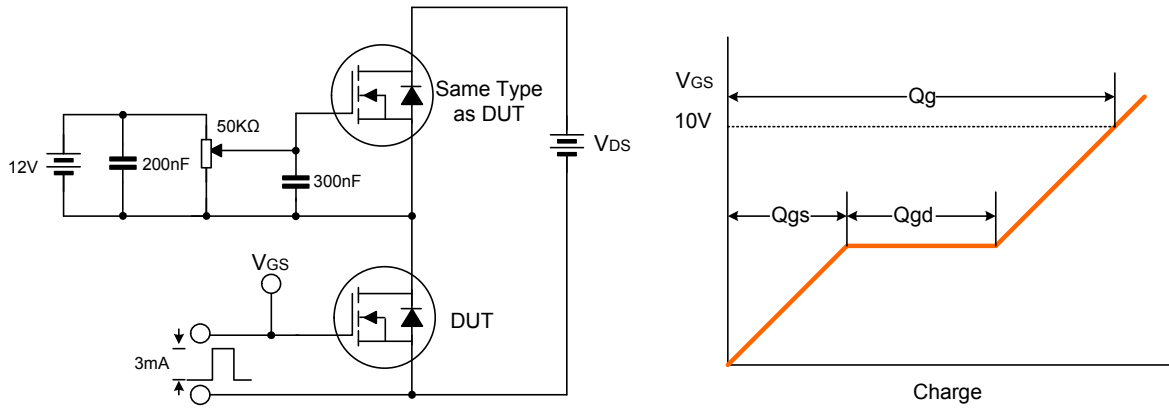 Same Type
as DUT
50KΩ
12V
200nF
300nF
VDS
VGS
DUT
3mA
VGS
Qg
10V
Qgs
Qgd
Charge